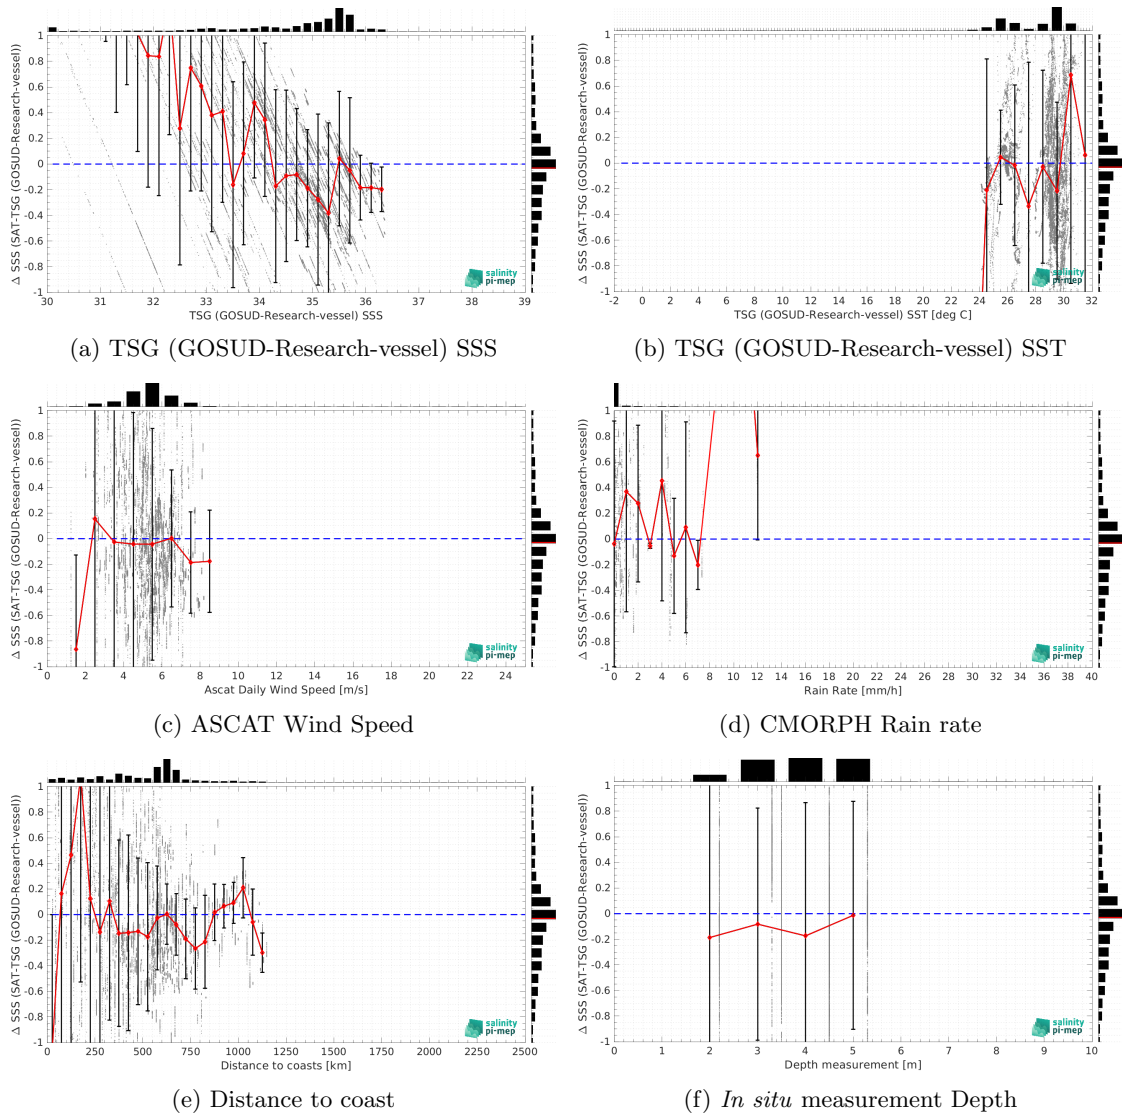 1
0.8
0.6
0.4
0.2
0
-0.2
-0.4
-0.6
-0.8
-1
Δ SSS (SAT-TSG (GOSUD-Research-vessel))
30 31 32 33 34 35 36 37 38 39
TSG (GOSUD-Research-vessel) SSS
salinity
pi-mep
(a) TSG (GOSUD-Research-vessel) SSS
1
0.8
0.6
0.4
0.2
0
-0.2
-0.4
-0.6
-0.8
-1
Δ SSS (SAT-TSG (GOSUD-Research-vessel))
-2 0 2 4 6 8 10 12 14 16 18 20 22 24 26 28 30 32
TSG (GOSUD-Research-vessel) SST [deg C]
salinity
pi-mep
(b) TSG (GOSUD-Research-vessel) SST
1
0.8
0.6
0.4
0.2
0
-0.2
-0.4
-0.6
-0.8
-1
Δ SSS (SAT-TSG (GOSUD-Research-vessel))
0 2 4 6 8 10 12 14 16 18 20 22 24
Ascat Daily Wind Speed [m/s]
salinity
pi-mep
(c) ASCAT Wind Speed
1
0.8
0.6
0.4
0.2
0
-0.2
-0.4
-0.6
-0.8
-1
Δ SSS (SAT-TSG (GOSUD-Research-vessel))
0 2 4 6 8 10 12 14 16 18 20 22 24 26 28 30 32 34 36 38 40
Rain Rate [mm/h]
salinity
pi-mep
(d) CMORPH Rain rate
1
0.8
0.6
0.4
0.2
0
-0.2
-0.4
-0.6
-0.8
-1
Δ SSS (SAT-TSG (GOSUD-Research-vessel))
0 250 500 750 1000 1250 1500 1750 2000 2250 2500
Distance to coasts [km]
salinity
pi-mep
(e) Distance to coast
1
0.8
0.6
0.4
0.2
0
-0.2
-0.4
-0.6
-0.8
-1
Δ SSS (SAT-TSG (GOSUD-Research-vessel))
0 1 2 3 4 5 6 7 8 9 10
Depth measurement [m]
salinity
pi-mep
(f) In situ measurement Depth